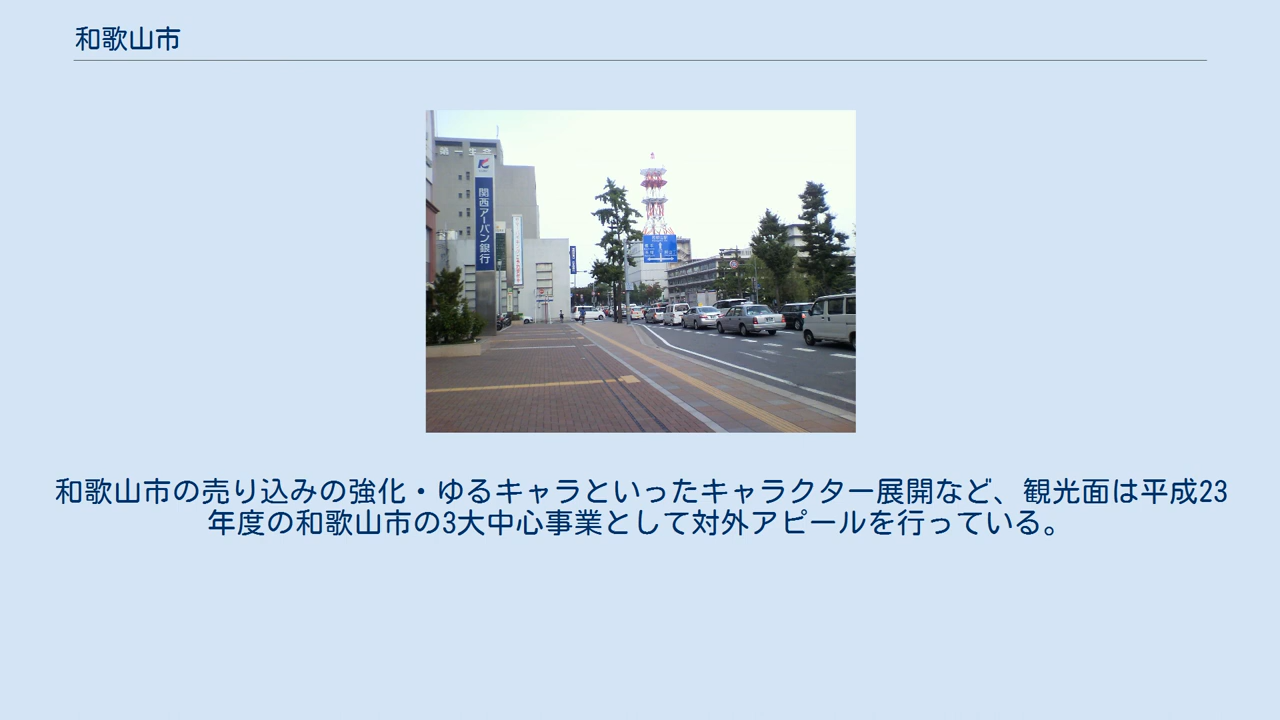 和歌山市
第一生命
関西アーバン銀行
和歌山市の売り込みの強化・ゆるキャラといったキャラクター展開など、観光面は平成23
年度の和歌山市の3大中心事業として対外アピールを行っている。